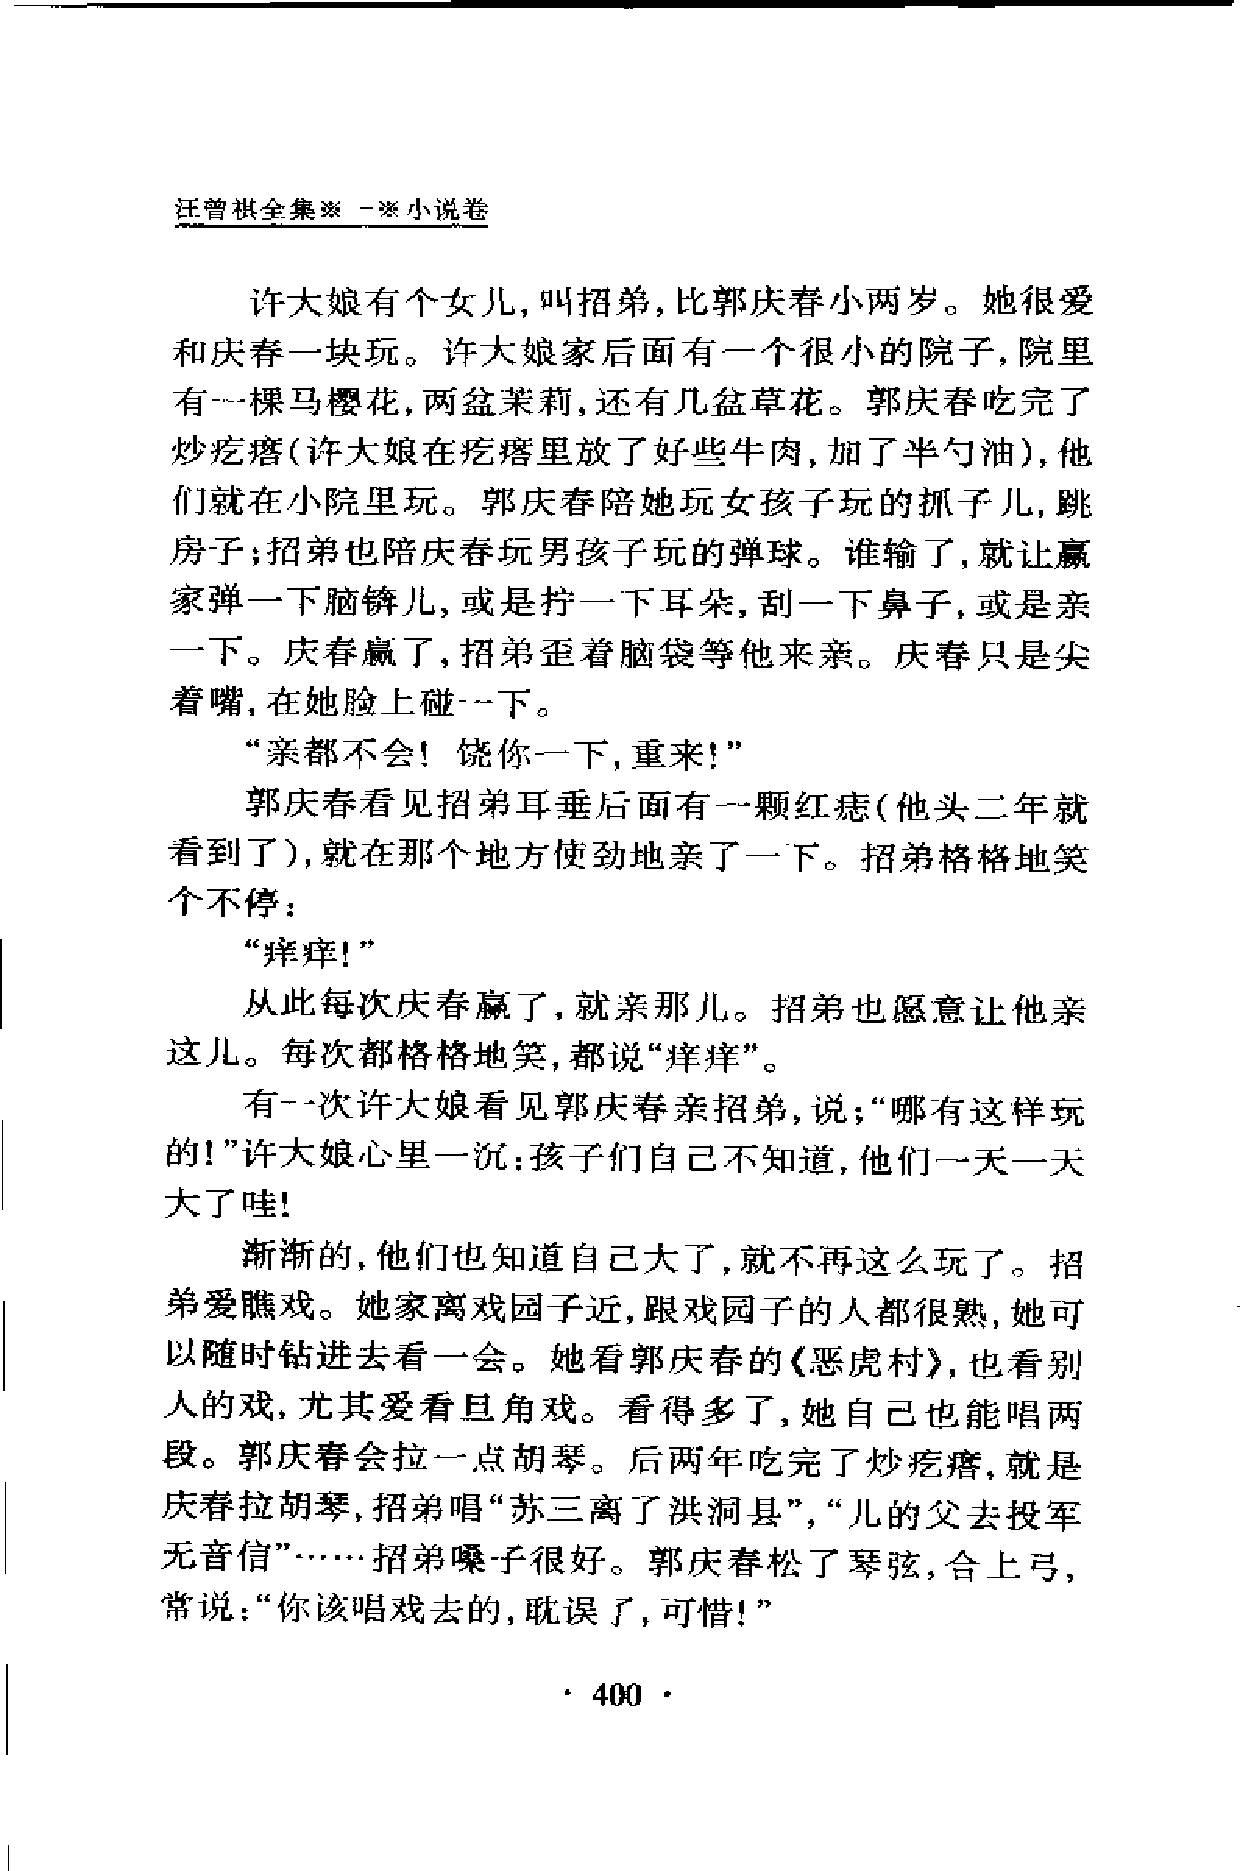 汪曾祺全集※ 一※小说卷
许大娘有个女儿,叫招弟,比郭庆春小两岁。她很爱
和庆春一块玩。许大娘家后面有一个很小的院子,院里
有一棵马樱花,两盆茉莉,还有几盆草花。郭庆春吃完了
炒疙瘩(许大娘在疙瘩里放了好些牛肉,加了半勺油),他
们就在小院里玩。郭庆春陪她玩女孩子玩的抓子儿,跳
房子;招弟也陪庆春玩男孩子玩的弹球。谁输了,就让赢
家弹一下脑锛儿,或是拧一下耳朵,刮一下鼻子,或是亲
一下。庆春赢了,招弟歪着脑袋等他来亲。庆春只是尖
着嘴,在她脸上碰一下。
“亲都不会! 饶你一下,重来!”
郭庆春看见招弟耳垂后面有一颗红痣(他头二年就
看到了),就在那个地方使劲地亲了一下。招弟格格地笑
个不停:
“痒痒!”
从此每次庆春赢了,就亲那儿。招弟也愿意让他亲
这儿。每次都格格地笑,都说“痒痒”。
有一次许大娘看见郭庆春亲招弟,说;“哪有这样玩
的!”许大娘心里一沉:孩子们自己不知道,他们一天一天
大了哇!
渐渐的,他们也知道自己大了,就不再这么玩了。招
弟爱瞧戏。她家离戏园子近,跟戏园子的人都很熟,她可
以随时钻进去看一会。她看郭庆春的《恶虎村》,也看别
人的戏,尤其爱看旦角戏。看得多了,她自己也能唱两
段。郭庆春会拉一点胡琴。后两年吃完了炒疙瘩,就是
庆春拉胡琴,招弟唱“苏三离了洪洞县”,“儿的父去投军
无音信”……招弟嗓子很好。郭庆春松了琴弦,合上弓,
常说:“你该唱戏去的,耽误了,可惜!”
· 400 ·